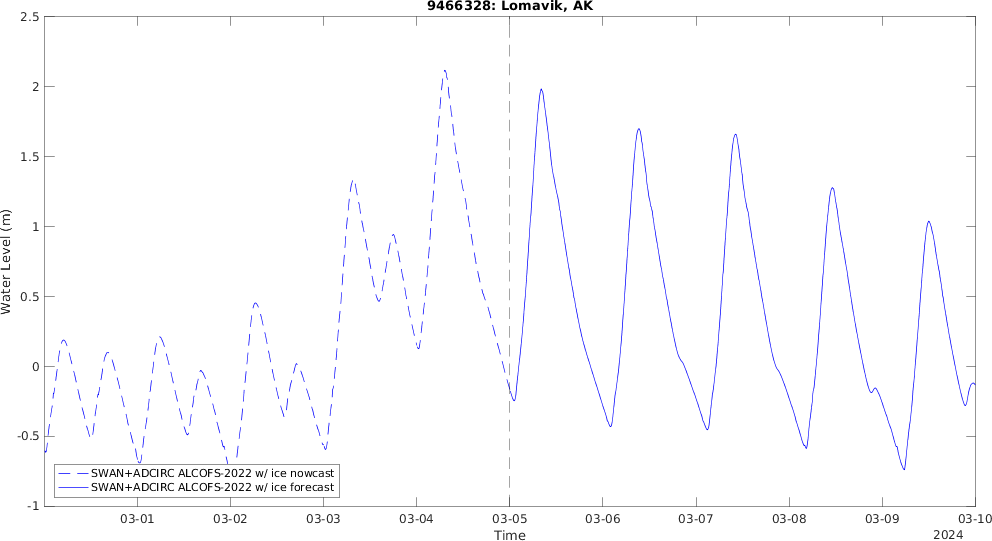 9466328: Lomavik, AK
2.5
2
1.5
1
0.5
0
-0.5
-1
Water Level (m)
SWAN+ADCIRC ALCOFS-2022 w/ ice nowcast
SWAN+ADCIRC ALCOFS-2022 w/ ice forecast
03-01 03-02 03-03 03-04 03-05 03-06 03-07 03-08 03-09 03-10
Time
2024